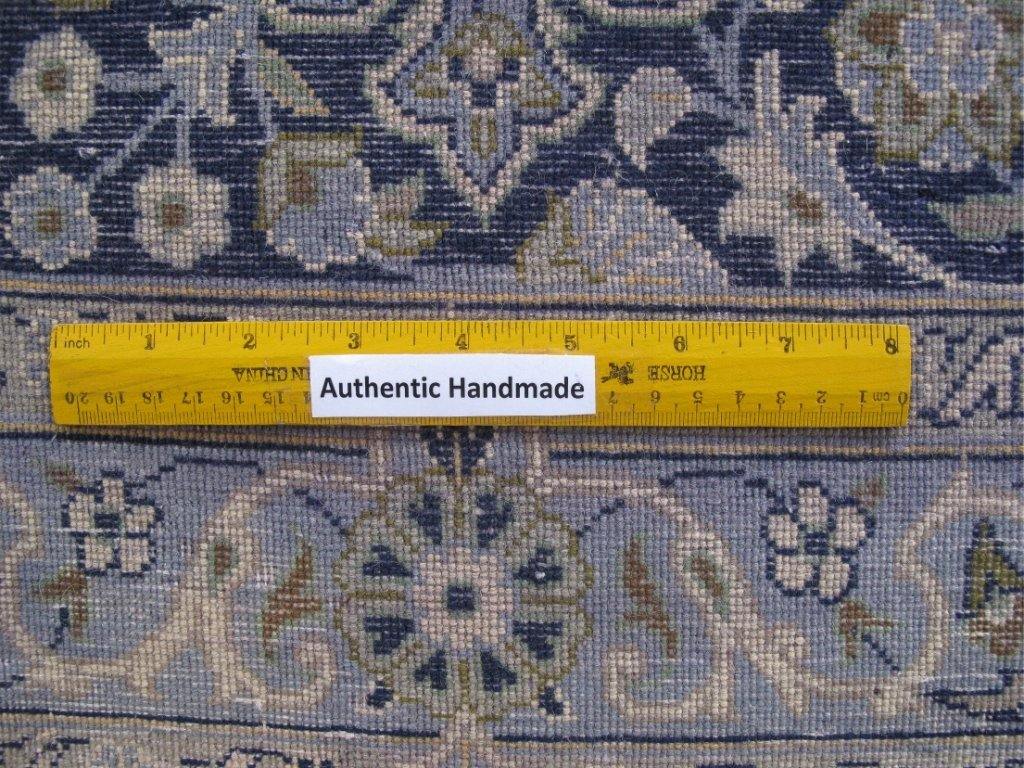 inch 1 2 3 4 5 6 7 8
IN CHINA
HORSE
Authentic Handmade
20 19 18 17 16 15 14 7 6 5 4 3 2 1 cm 0